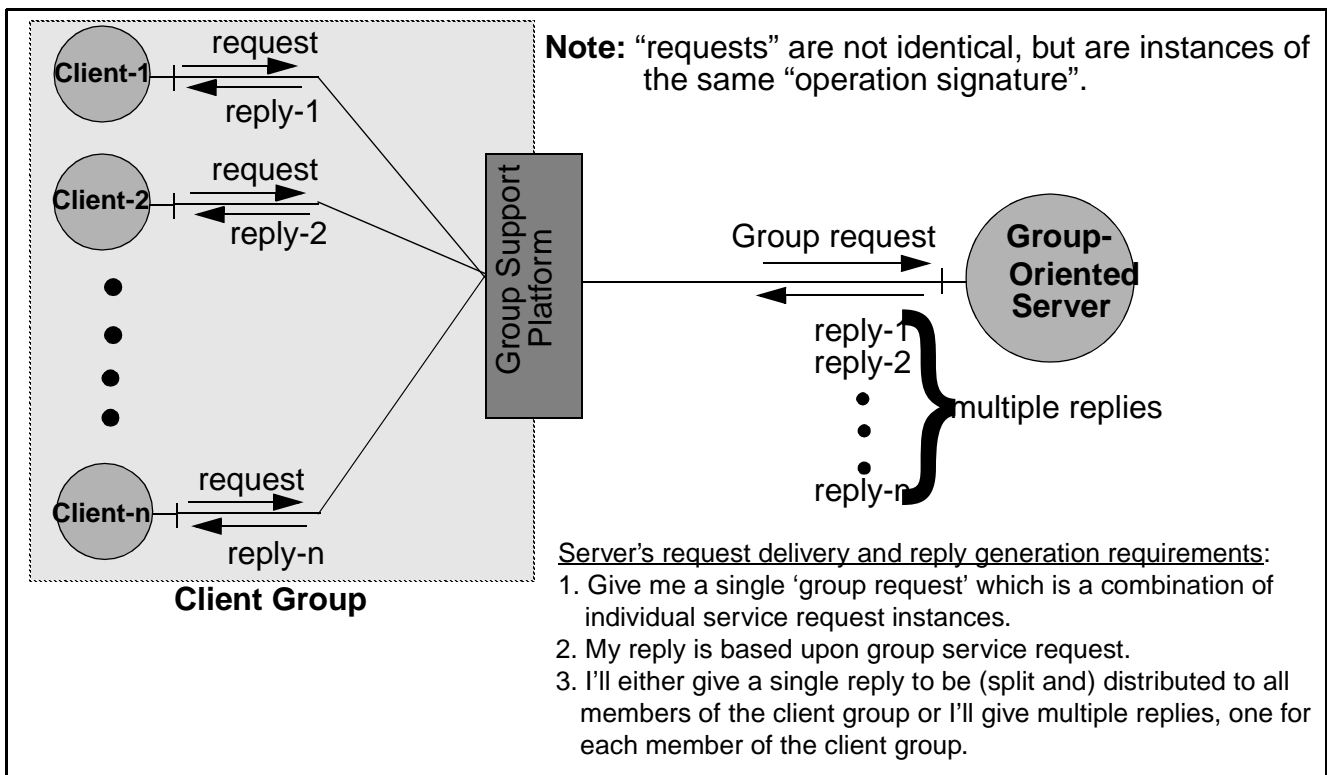 request
Client-1
reply-1
Note: “requests” are not identical, but are instances of
the same “operation signature”.
request
Client-2
reply-2
Group Support
Platform
Group request
Group-
Oriented
Server
reply-1
reply-2
multiple replies
reply-n
request
Client-n
reply-n
Client Group
Server’s request delivery and reply generation requirements:
1. Give me a single ‘group request’ which is a combination of
individual service request instances.
2. My reply is based upon group service request.
3. I’ll either give a single reply to be (split and) distributed to all
members of the client group or I’ll give multiple replies, one for
each member of the client group.